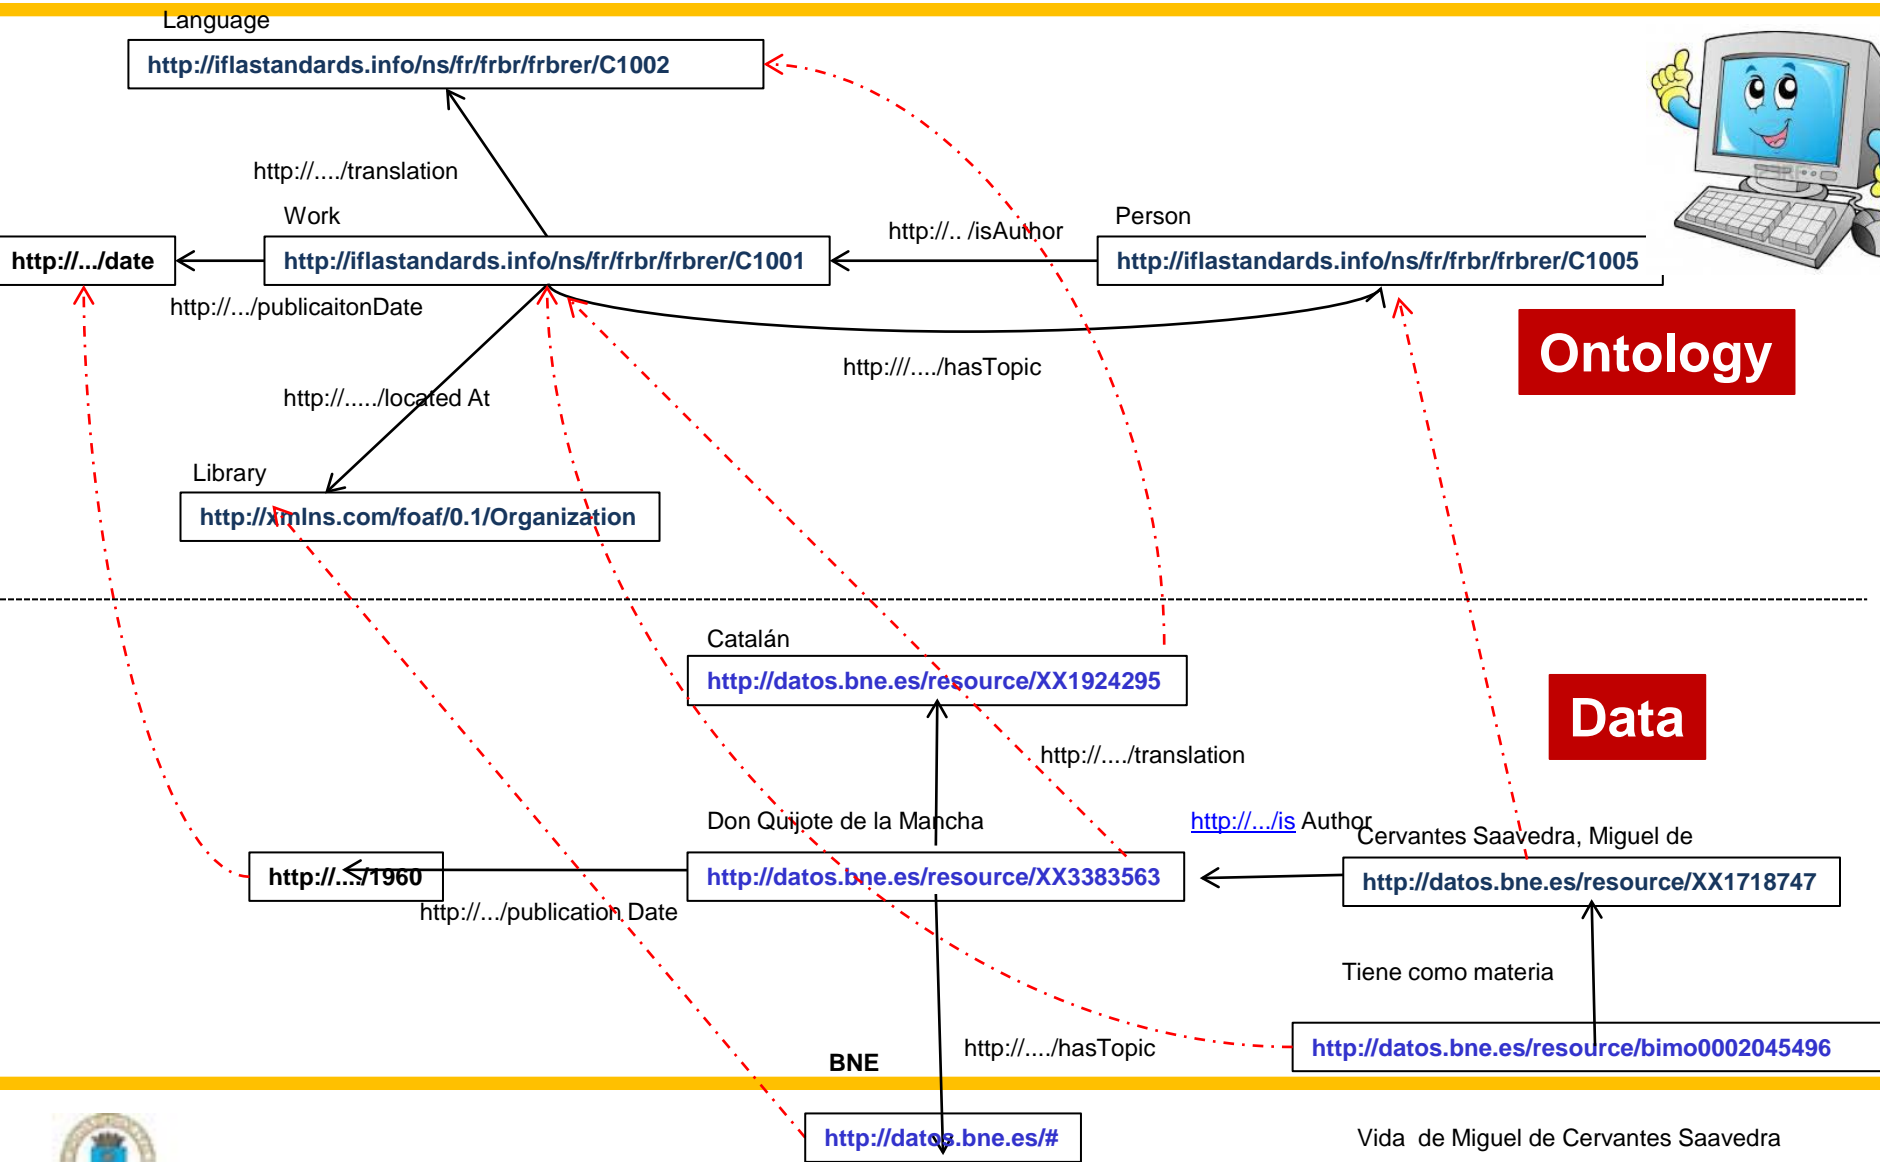 Language
http://iflastandards.info/ns/fr/frbr/frbrer/C1002
http://..../translation
Work
http://.. /isAuthor
Person
http://.../date
http://iflastandards.info/ns/fr/frbr/frbrer/C1001
http://iflastandards.info/ns/fr/frbr/frbrer/C1005
http://.../publicaitonDate
Ontology
http:///..../hasTopic
http://...../located At
Library
http://xmlns.com/foaf/0.1/Organization
Catalán
http://datos.bne.es/resource/XX1924295
Data
http://..../translation
Don Quijote de la Mancha
http://.../is Author
Cervantes Saavedra, Miguel de
http://..../1960
http://datos.bne.es/resource/XX3383563
http://datos.bne.es/resource/XX1718747
http://.../publication Date
Tiene como materia
http://..../hasTopic
http://datos.bne.es/resource/bimo0002045496
BNE
http://datos.bne.es/#
Vida  de Miguel de Cervantes Saavedra